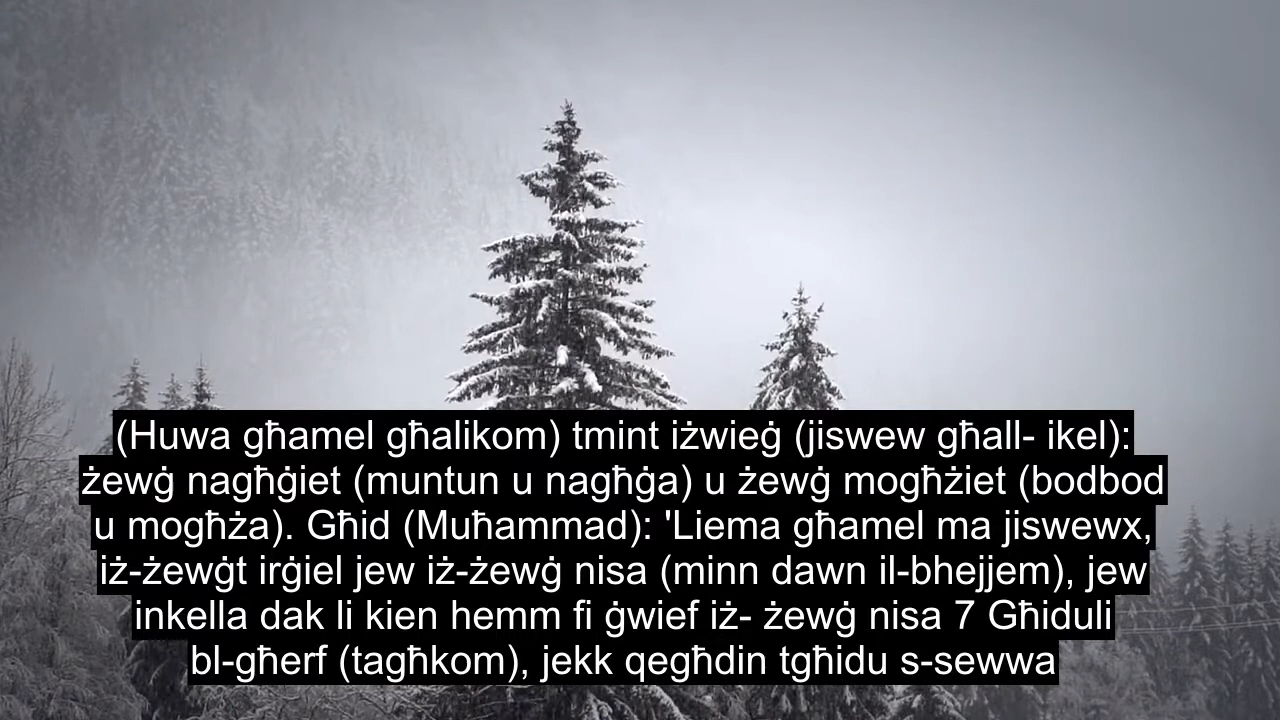 (Huwa għamel għalikom) tmint iżwieġ (jiswew għall- ikel):
żewġ nagħġiet (muntun u nagħġa) u żewġ mogħżiet (bodbod
u mogħża). Għid (Muħammad): 'Liema għamel ma jiswewx,
iż-żewġt irġiel jew iż-żewġ nisa (minn dawn il-bhejjem), jew
inkella dak li kien hemm fi ġwief iż- żewġ nisa 7 Għiduli
bl-għerf (tagħkom), jekk qegħdin tgħidu s-sewwa